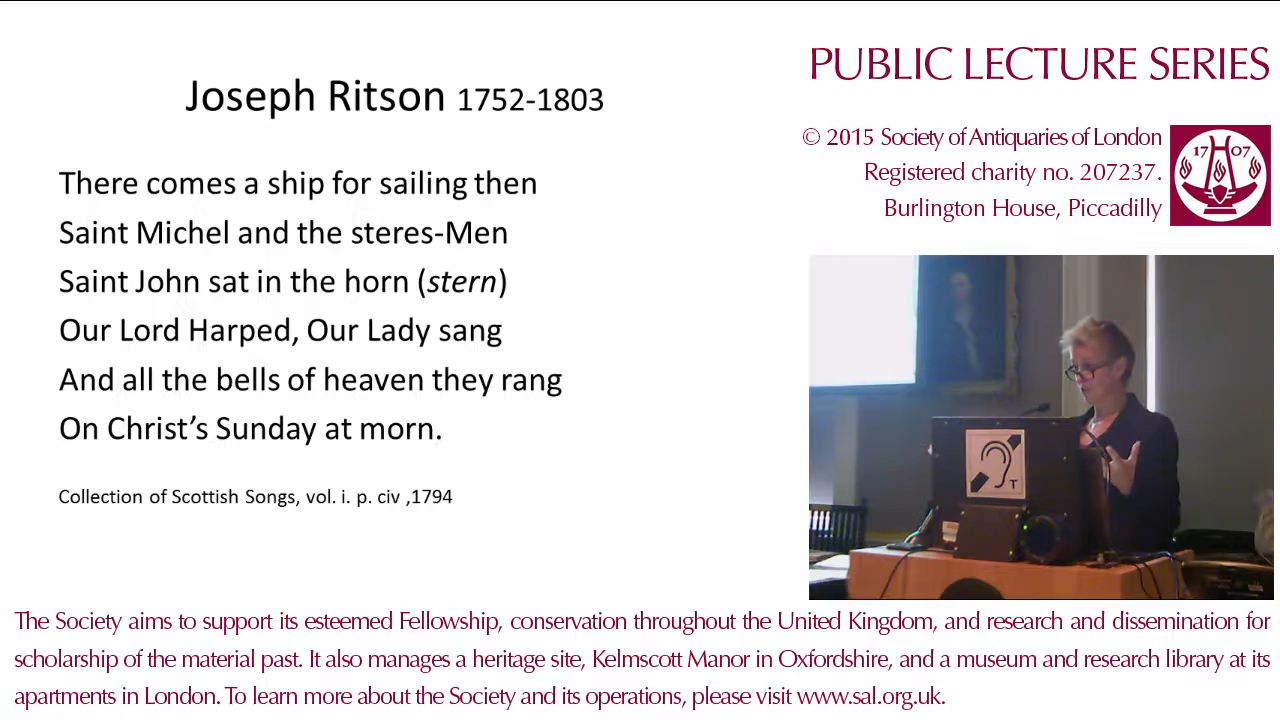 Joseph Ritson 1752-1803
There comes a ship for sailing then
Saint Michel and the steres-Men
Saint John sat in the horn (stern)
Our Lord Harped, Our Lady sang
And all the bells of heaven they rang
On Christ’s Sunday at morn.
Collection of Scottish Songs, vol. i. p. civ ,1794
PUBLIC LECTURE SERIES
© 2015 Society of Antiquaries of London
Registered charity no. 207237.
Burlington House, Piccadilly
17 07
T
The Society aims to support its esteemed Fellowship, conservation throughout the United Kingdom, and research and dissemination for
scholarship of the material past. It also manages a heritage site, Kelmscott Manor in Oxfordshire, and a museum and research library at its
apartments in London. To learn more about the Society and its operations, please visit www.sal.org.uk.